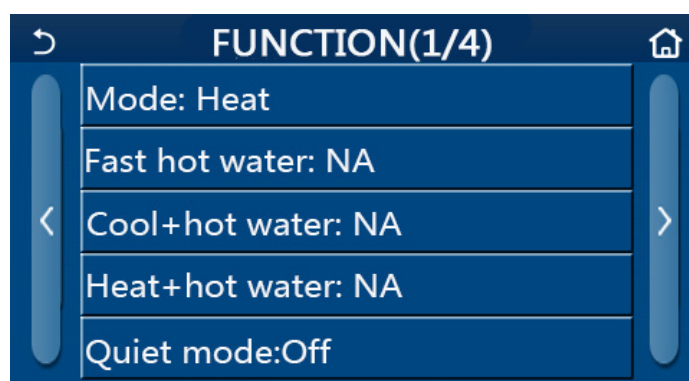 FUNCTION(1/4)
Mode: Heat
Fast hot water: NA
Cool+hot water: NA
Heat+hot water: NA
Quiet mode:Off